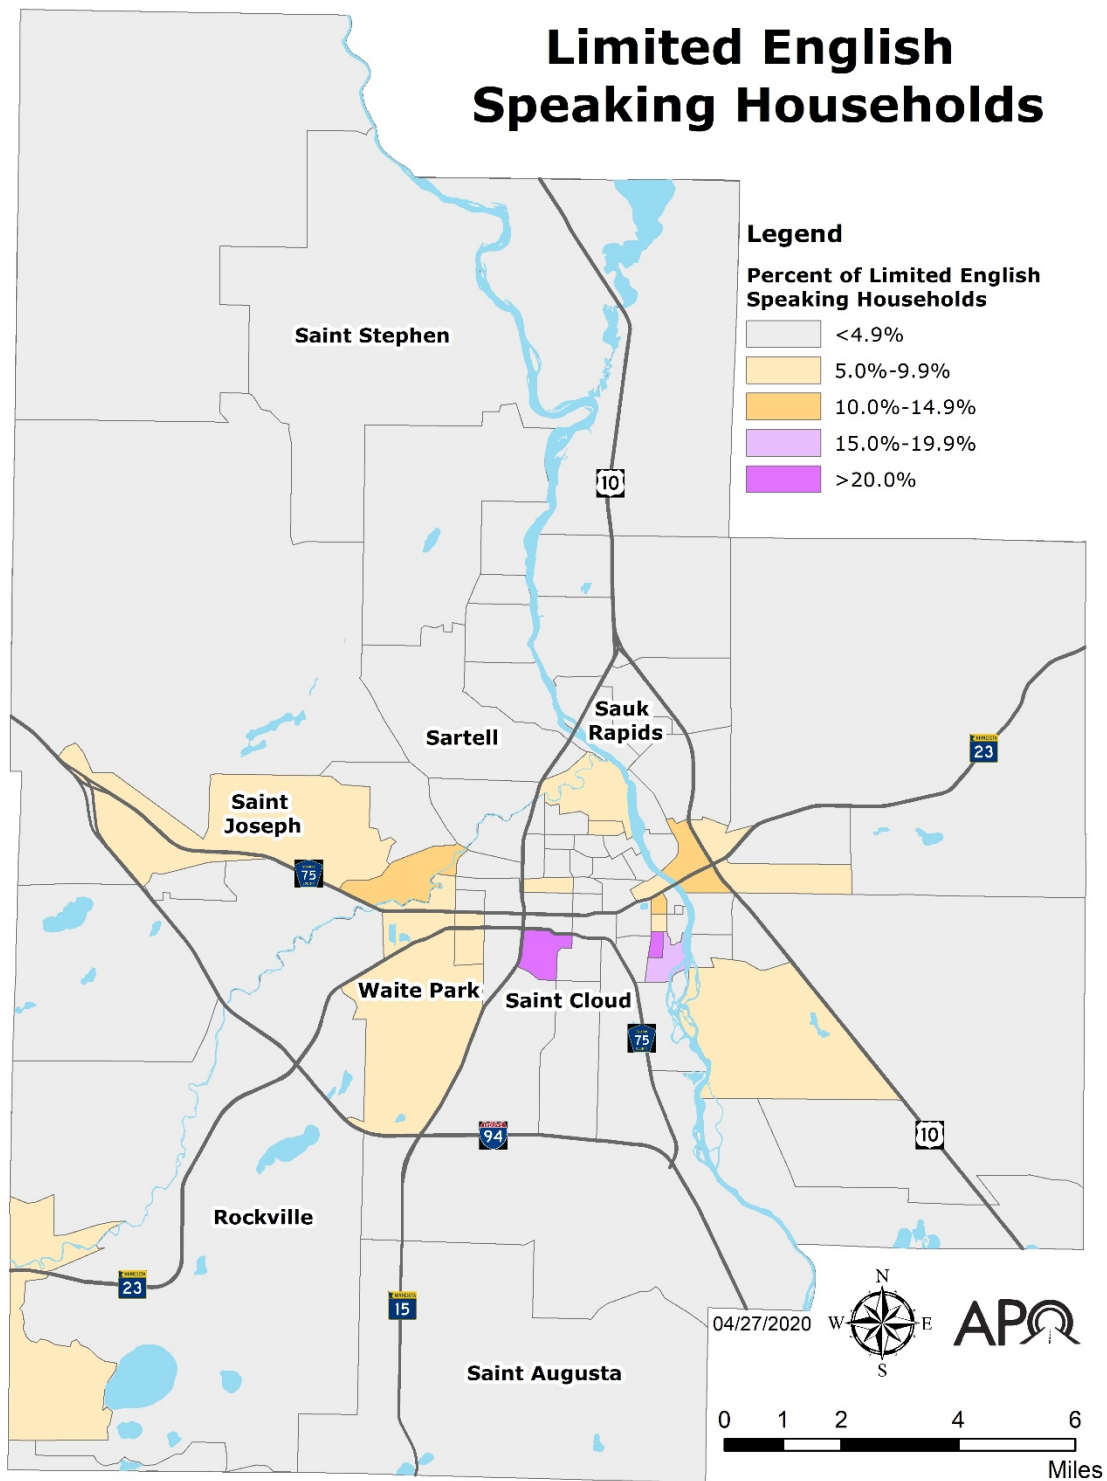 Limited English
Speaking Households
Legend
Percent of Limited English
Speaking Households
<4.9%
5.0%-9.9%
10.0%-14.9%
15.0%-19.9%
>20.0%
Saint Stephen
10
Sauk
Rapids
Sartell
MINNESOTA
23
Saint
Joseph
75
Waite Park
Saint Cloud
75
94
10
Rockville
MINNESOTA
23
MINNESOTA
15
Saint Augusta
04/27/2020
N
W E
S
APO
0 1 2 4 6
Miles